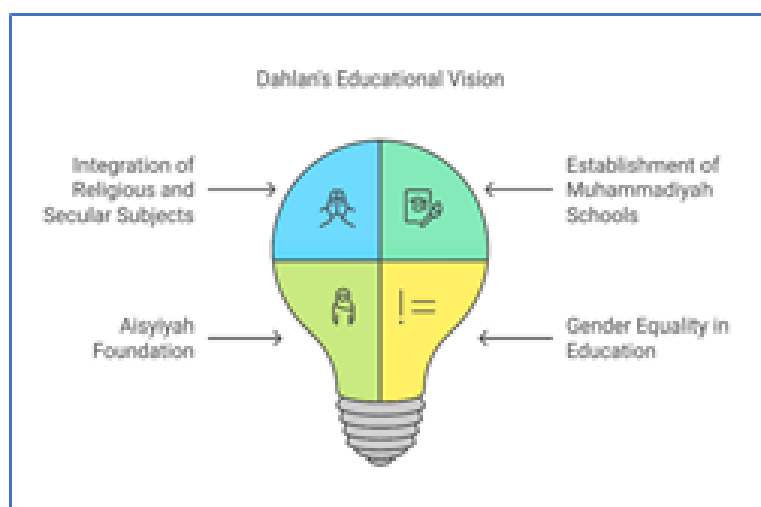 Dahlan's Educational Vision
Integration of
Religious and
Secular Subjects
Establishment of
Muhammadiyah
Schools
Aisyiyah
Foundation
Gender Equality in
Education